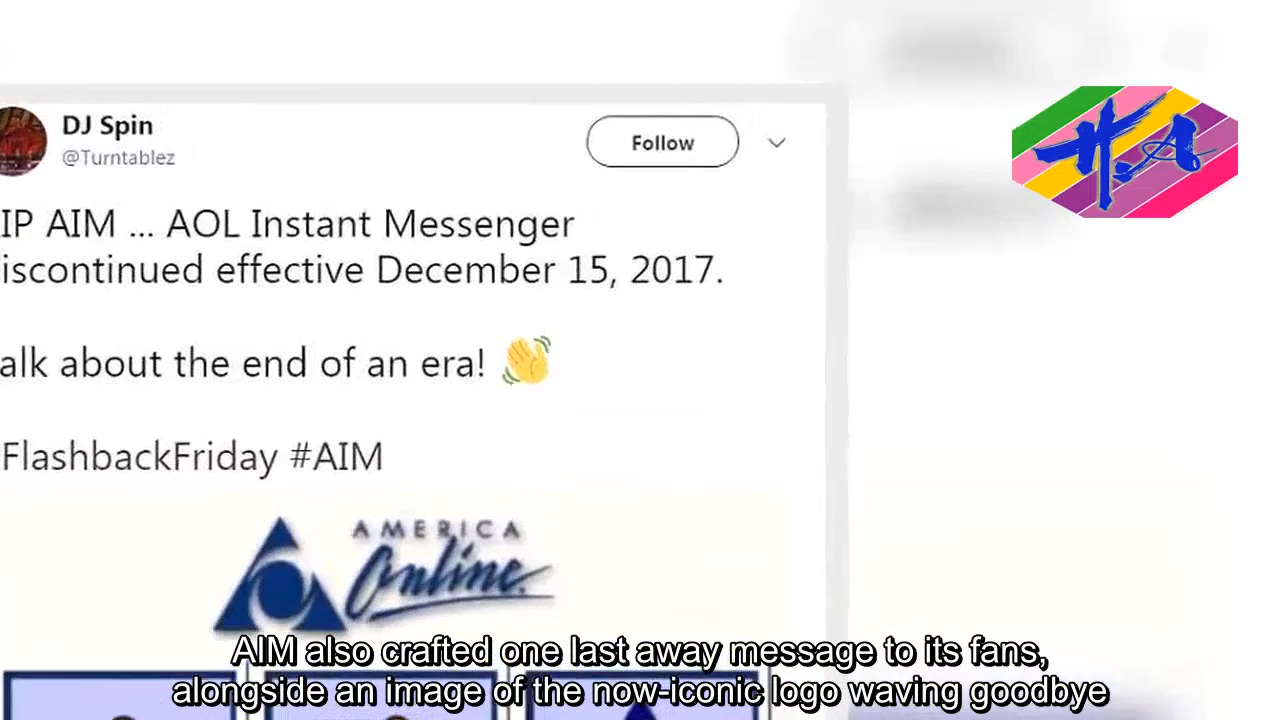 DJ Spin
@Turntablez
Follow
IP AIM ... AOL Instant Messenger
iscontinued effective December 15, 2017.
alk about the end of an era! 👋
FlashbackFriday #AIM
AMERICA
Online.
H.A
AIM also crafted one last away message to its fans,
alongside an image of the now-iconic logo waving goodbye